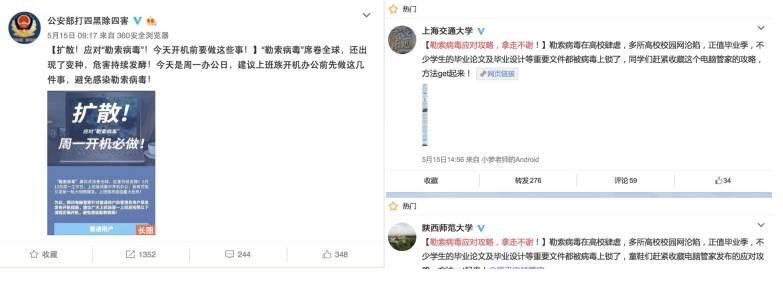 公安部打四黑除四害
5月15日 09:17 来自 360安全浏览器
【扩散！应对“勒索病毒”！今天开机前要做这些事！】“勒索病毒”席卷全球，还出
现了变种，危害持续发酵！今天是周一办公日，建议上班族开机办公前先做这几
件事，避免感染勒索病毒！
扩散！
应对“勒索病毒”
周一开机必做！
普通用户
长图
收藏
1352
244
348
热门
上海交通大学
【勒索病毒应对攻略，拿走不谢！】勒索病毒在高校肆虐，多所高校校园网沦陷，正值毕业季，不
少学生的毕业论文及毕业设计等重要文件都被病毒上锁了，同学们赶紧收藏这个电脑管家的攻略，
方法get起来！ 网页链接
5月15日14:56 来自 小梦老师的Android
收藏
转发276
评论59
34
热门
陕西师范大学
【勒索病毒应对攻略，拿走不谢！】勒索病毒在高校肆虐，多所高校校园网沦陷，正值毕业季，不
少学生的毕业论文及毕业设计等重要文件都被病毒上锁了，童鞋们赶紧收藏电脑管家发布的应对攻